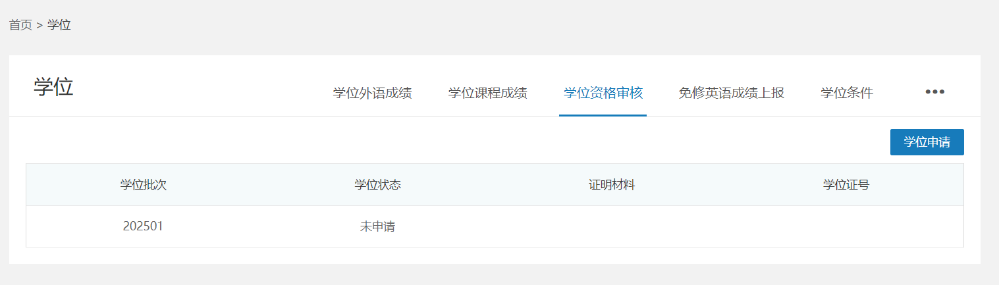 首页 > 学位
学位 学位外语成绩 学位课程成绩 学位资格审核 免修英语成绩上报 学位条件 •••
学位申请
学位批次 学位状态 证明材料 学位证号
202501 未申请